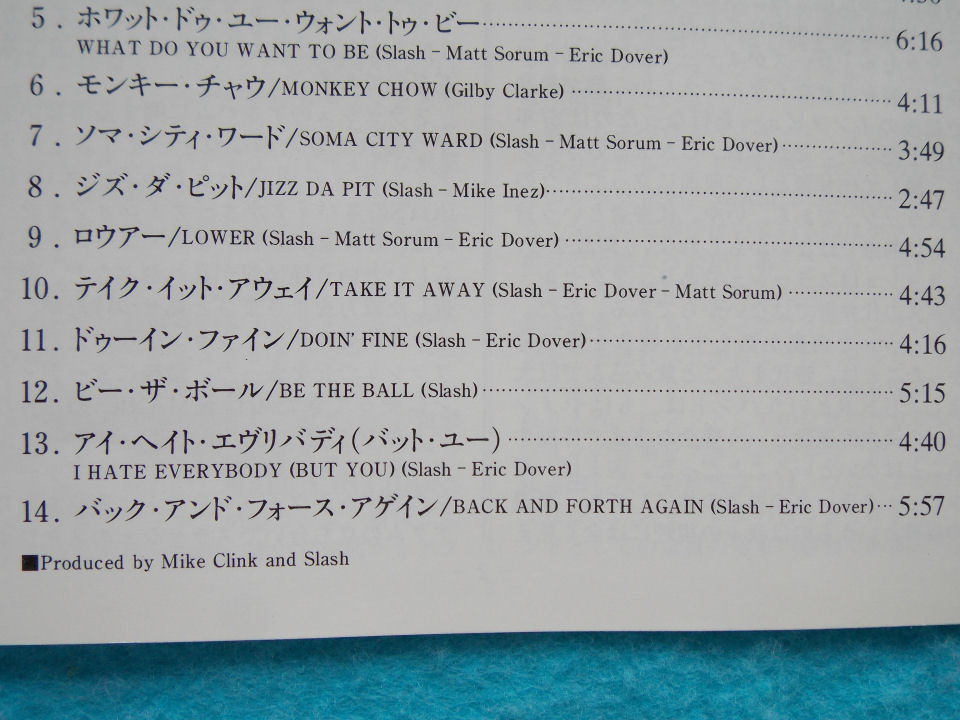 5. ホワット・ドゥ・ユー・ウォント・トゥ・ビー 6:16
WHAT DO YOU WANT TO BE (Slash – Matt Sorum – Eric Dover)
6. モンキー・チャウ/MONKEY CHOW (Gilby Clarke) 4:11
7. ソマ・シティ・ワード/SOMA CITY WARD (Slash – Matt Sorum – Eric Dover) 3:49
8. ジズ・ダ・ピット/JIZZ DA PIT (Slash – Mike Inez) 2:47
9. ロウアー/LOWER (Slash – Matt Sorum – Eric Dover) 4:54
10. テイク・イット・アウェイ/TAKE IT AWAY (Slash – Eric Dover – Matt Sorum) 4:43
11. ドゥーイン・ファイン/DOIN' FINE (Slash – Eric Dover) 4:16
12. ビー・ザ・ボール/BE THE BALL (Slash) 5:15
13. アイ・ヘイト・エヴリバディ(バット・ユー) 4:40
I HATE EVERYBODY (BUT YOU) (Slash – Eric Dover)
14. バック・アンド・フォース・アゲイン/BACK AND FORTH AGAIN (Slash – Eric Dover) 5:57
■Produced by Mike Clink and Slash